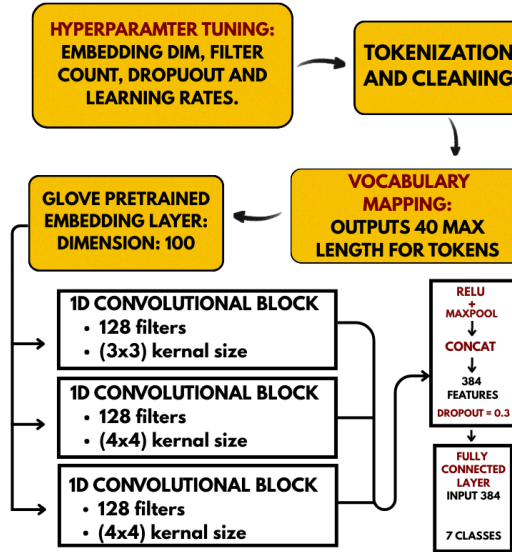 HYPERPARAMTER TUNING:
EMBEDDING DIM, FILTER
COUNT, DROPUOUT AND
LEARNING RATES.
TOKENIZATION
AND CLEANING
GLOVE PRETRAINED
EMBEDDING LAYER:
DIMENSION: 100
VOCABULARY
MAPPING:
OUTPUTS 40 MAX
LENGTH FOR TOKENS
1D CONVOLUTIONAL BLOCK
• 128 filters
• (3x3) kernal size
1D CONVOLUTIONAL BLOCK
• 128 filters
• (4x4) kernal size
1D CONVOLUTIONAL BLOCK
• 128 filters
• (4x4) kernal size
RELU
+
MAXPOOL
CONCAT
384
FEATURES
DROPOUT = 0.3
FULLY
CONNECTED
LAYER
INPUT 384
7 CLASSES